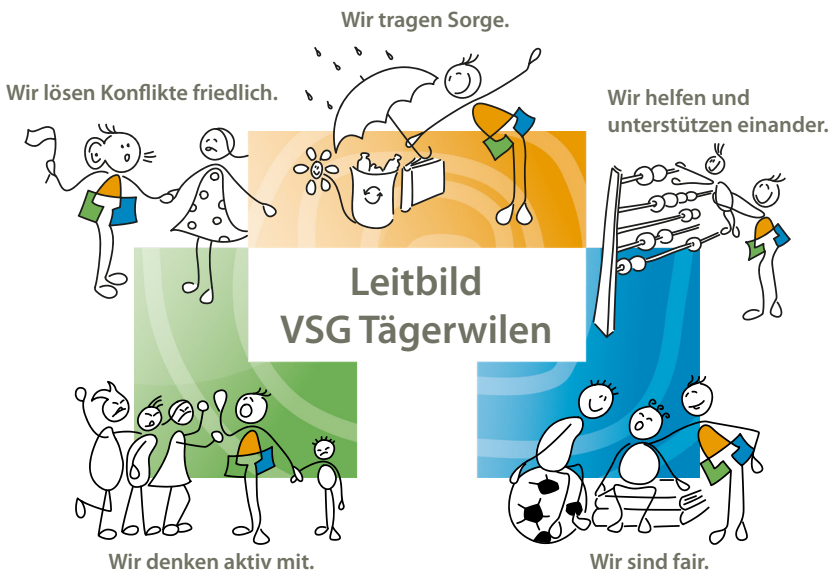 Wir tragen Sorge.
Wir lösen Konflikte friedlich.
Wir helfen und
unterstützen einander.
Leitbild
VSG Tägerwilen
Wir denken aktiv mit.
Wir sind fair.